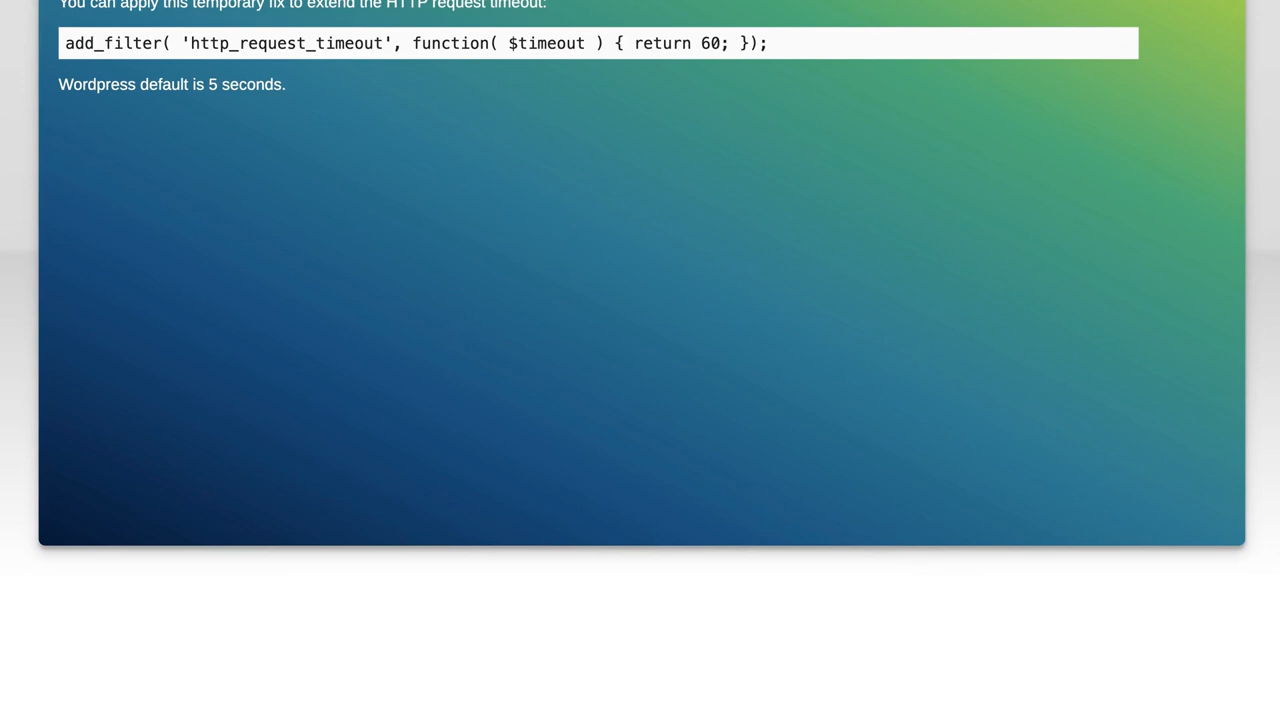 You can apply this temporary fix to extend the HTTP request timeout:
add_filter( 'http_request_timeout', function( $timeout ) { return 60; });
Wordpress default is 5 seconds.